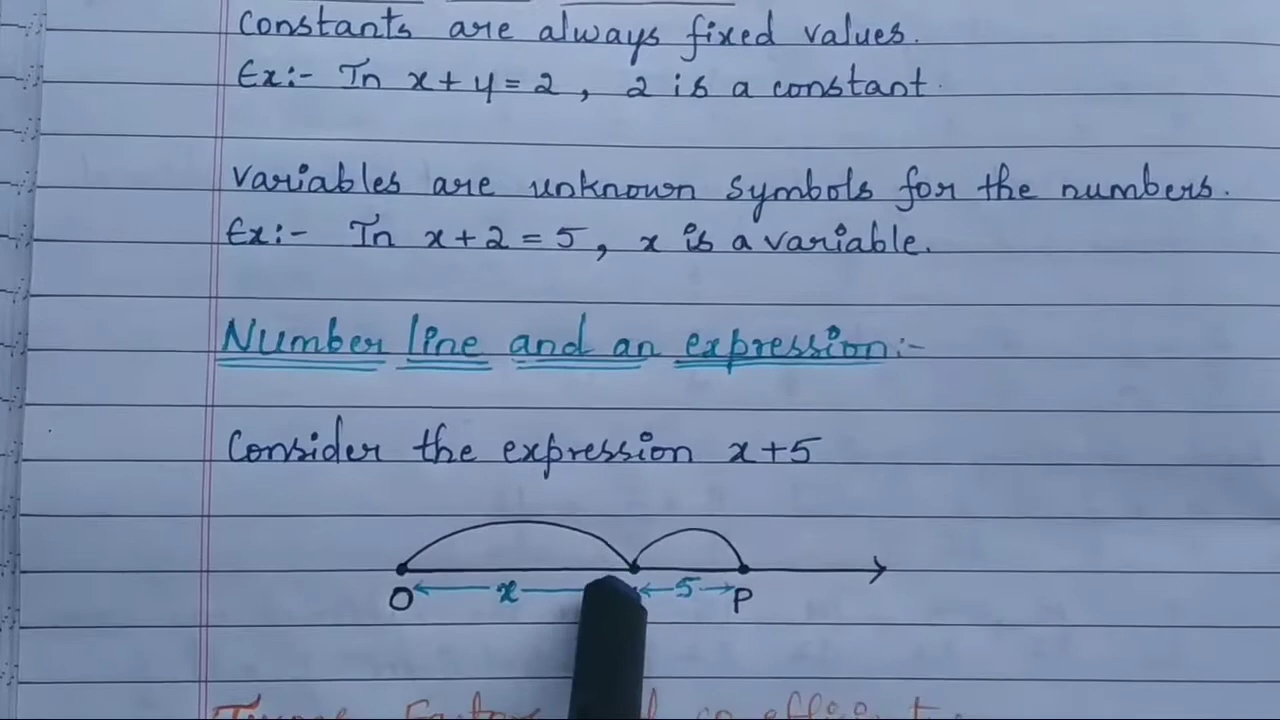 Constants are always fixed values.
Ex:- In x+y=2, 2 is a constant.
Variables are unknown symbols for the numbers.
Ex:- In x+2=5, x is a variable.
Number line and an expression:-
Consider the expression x+5
x 5
O P